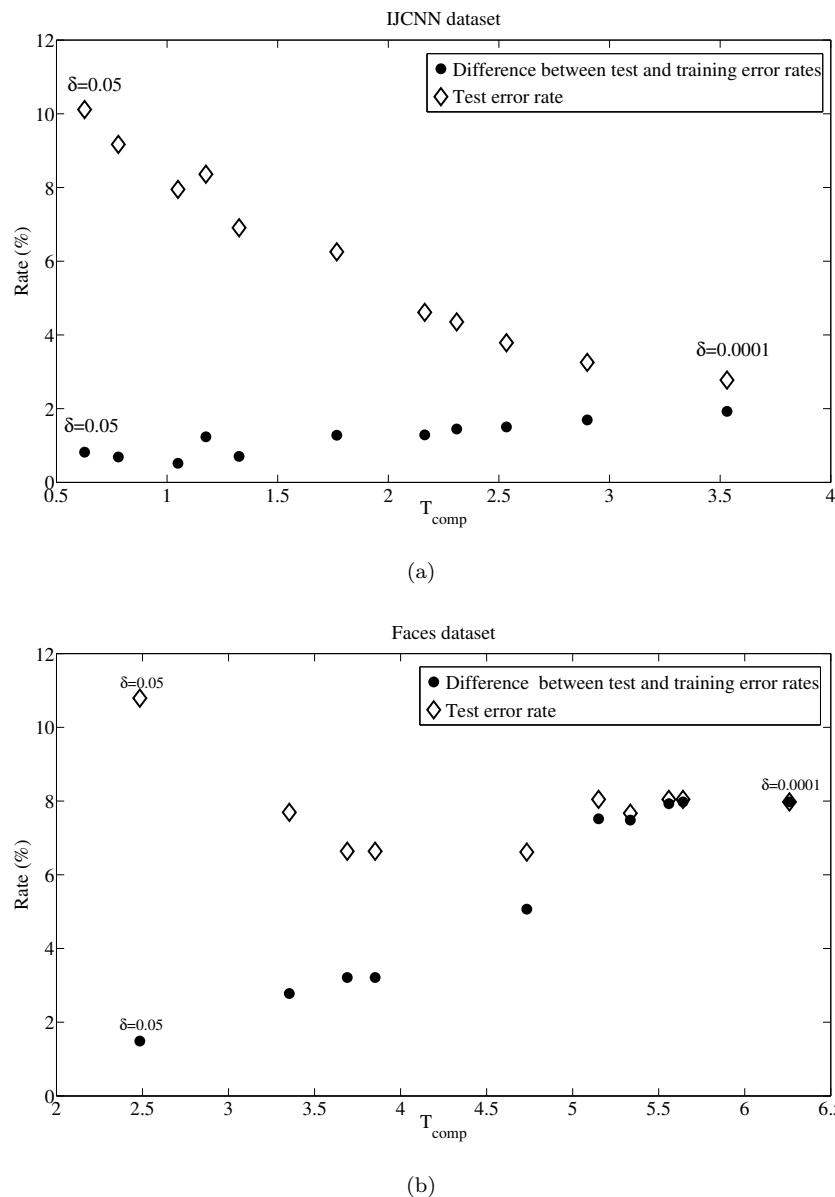 IJCNN dataset
12
10
8
6
4
2
0
Rate (%)
δ=0.05
δ=0.05
δ=0.0001
Difference between test and training error rates
Test error rate
0.5 1 1.5 2 2.5 3 3.5 4
T_comp
(a)
Faces dataset
12
10
8
6
4
2
0
Rate (%)
δ=0.05
δ=0.05
δ=0.0001
Difference between test and training error rates
Test error rate
2 2.5 3 3.5 4 4.5 5 5.5 6 6.5
T_comp
(b)